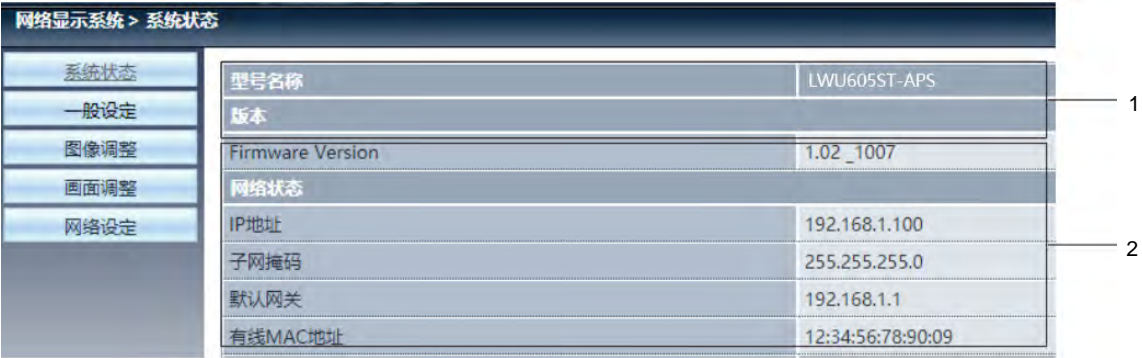 网络显示系统 > 系统状态
系统状态
一般设定
图像调整
画面调整
网络设定
型号名称 LWU605ST-APS
版本
Firmware Version 1.02 _1007
网络状态
IP地址 192.168.1.100
子网掩码 255.255.255.0
默认网关 192.168.1.1
有线MAC地址 12:34:56:78:90:09
1
2